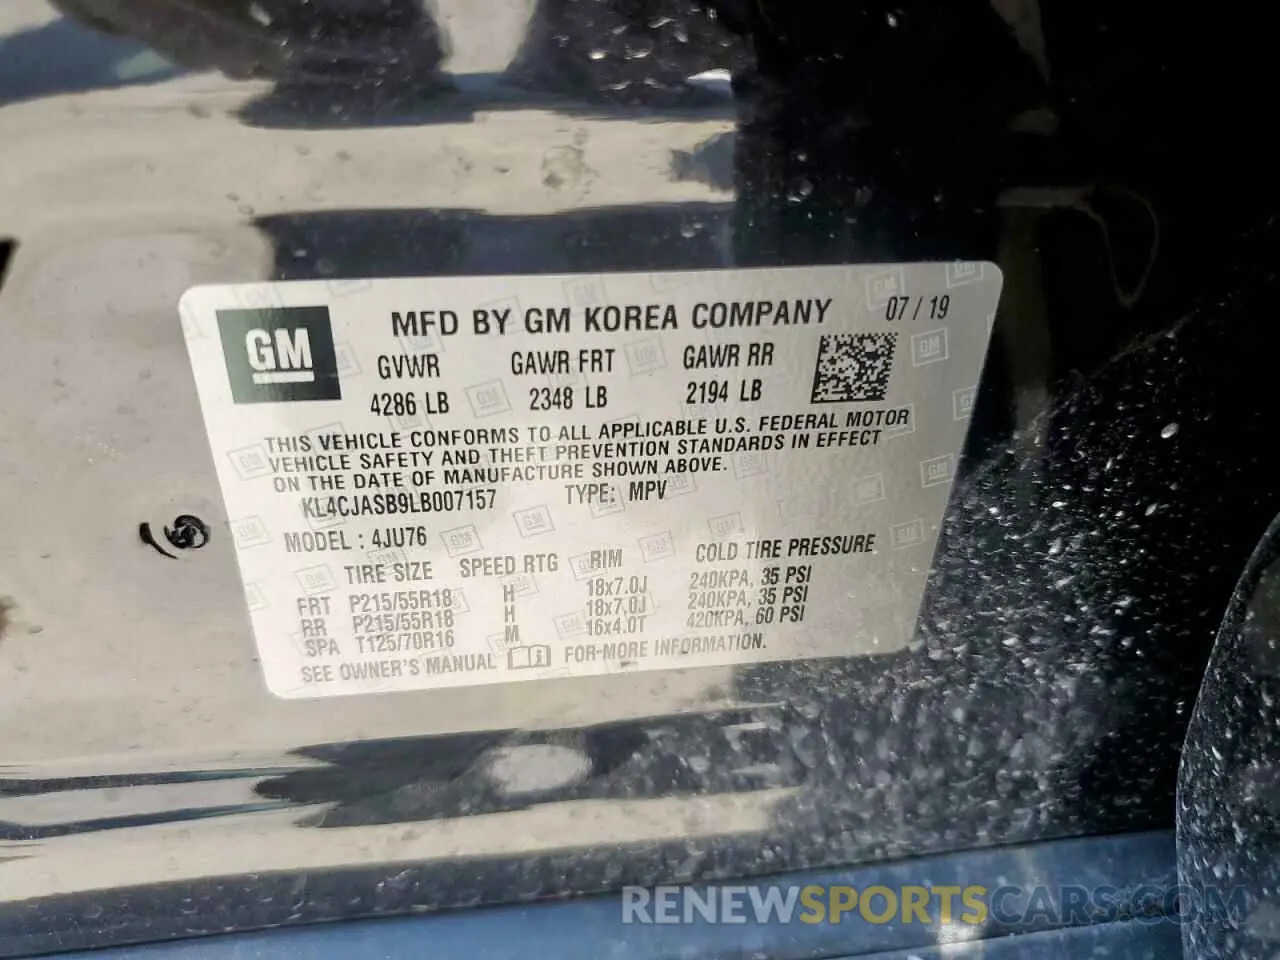 GM
MFD BY GM KOREA COMPANY 07 / 19
GVWR GAWR FRT GAWR RR
4286 LB 2348 LB 2194 LB
THIS VEHICLE CONFORMS TO ALL APPLICABLE U.S. FEDERAL MOTOR
VEHICLE SAFETY AND THEFT PREVENTION STANDARDS IN EFFECT
ON THE DATE OF MANUFACTURE SHOWN ABOVE.
KL4CJASB9LB007157 TYPE: MPV
MODEL : 4JU76
TIRE SIZE SPEED RTG RIM COLD TIRE PRESSURE
FRT P215/55R18 H 18x7.0J 240KPA, 35 PSI
RR P215/55R18 H 18x7.0J 240KPA, 35 PSI
SPA T125/70R16 M 16x4.0T 420KPA, 60 PSI
SEE OWNER'S MANUAL FOR MORE INFORMATION.
RENEWSPORTSCARS.COM